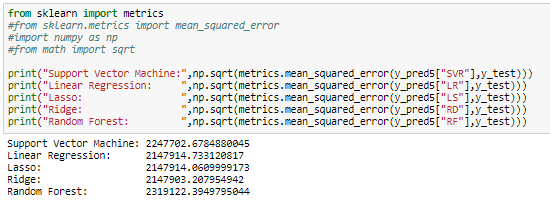 from sklearn import metrics
#from sklearn.metrics import mean_squared_error
#import numpy as np
#from math import sqrt
print("Support Vector Machine:",np.sqrt(metrics.mean_squared_error(y_pred5["SVR"],y_test)))
print("Linear Regression:     ",np.sqrt(metrics.mean_squared_error(y_pred5["LR"],y_test)))
print("Lasso:                 ",np.sqrt(metrics.mean_squared_error(y_pred5["LS"],y_test)))
print("Ridge:                 ",np.sqrt(metrics.mean_squared_error(y_pred5["RD"],y_test)))
print("Random Forest:         ",np.sqrt(metrics.mean_squared_error(y_pred5["RF"],y_test)))
Support Vector Machine: 2247702.6784880045
Linear Regression:      2147914.733120817
Lasso:                  2147914.0609999173
Ridge:                  2147903.207954942
Random Forest:          2319122.3949795044